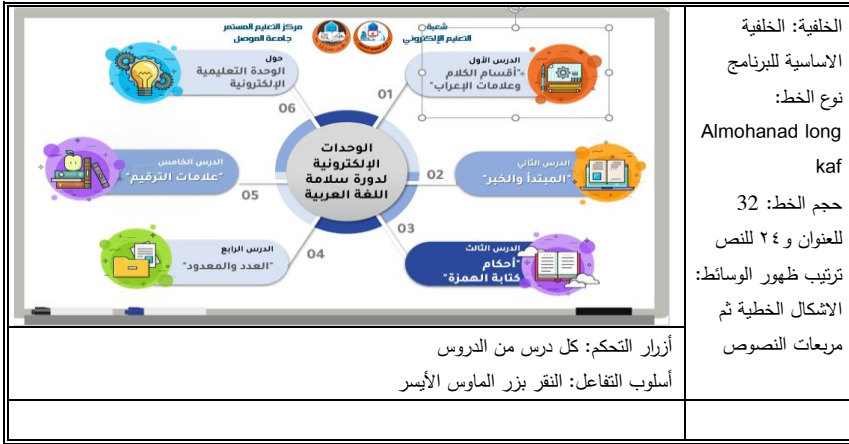 الخلفية: الخلفية
الاساسية للبرنامج
نوع الخط:
Almohanad long
kaf
حجم الخط: 32
للعنوان و ٢٤ للنص
ترتيب ظهور الوسائط:
الاشكال الخطية ثم
مربعات النصوص
شعبة
التعليم الإلكتروني
مركز التعليم المستمر
جامعة الموصل
الدرس الأول
"أقسام الكلام
وعلامات الإعراب"
01
الدرس الثاني
"المبتدأ والخبر"
02
الدرس الثالث
"أحكام
كتابة الهمزة"
03
الدرس الرابع
"العدد والمعدود"
04
الدرس الخامس
"علامات الترقيم"
05
حول
الوحدة التعليمية
الإلكترونية
06
الوحدات
الإلكترونية
لدورة سلامة
اللغة العربية
أزرار التحكم: كل درس من الدروس
أسلوب التفاعل: النقر بزر الماوس الأيسر